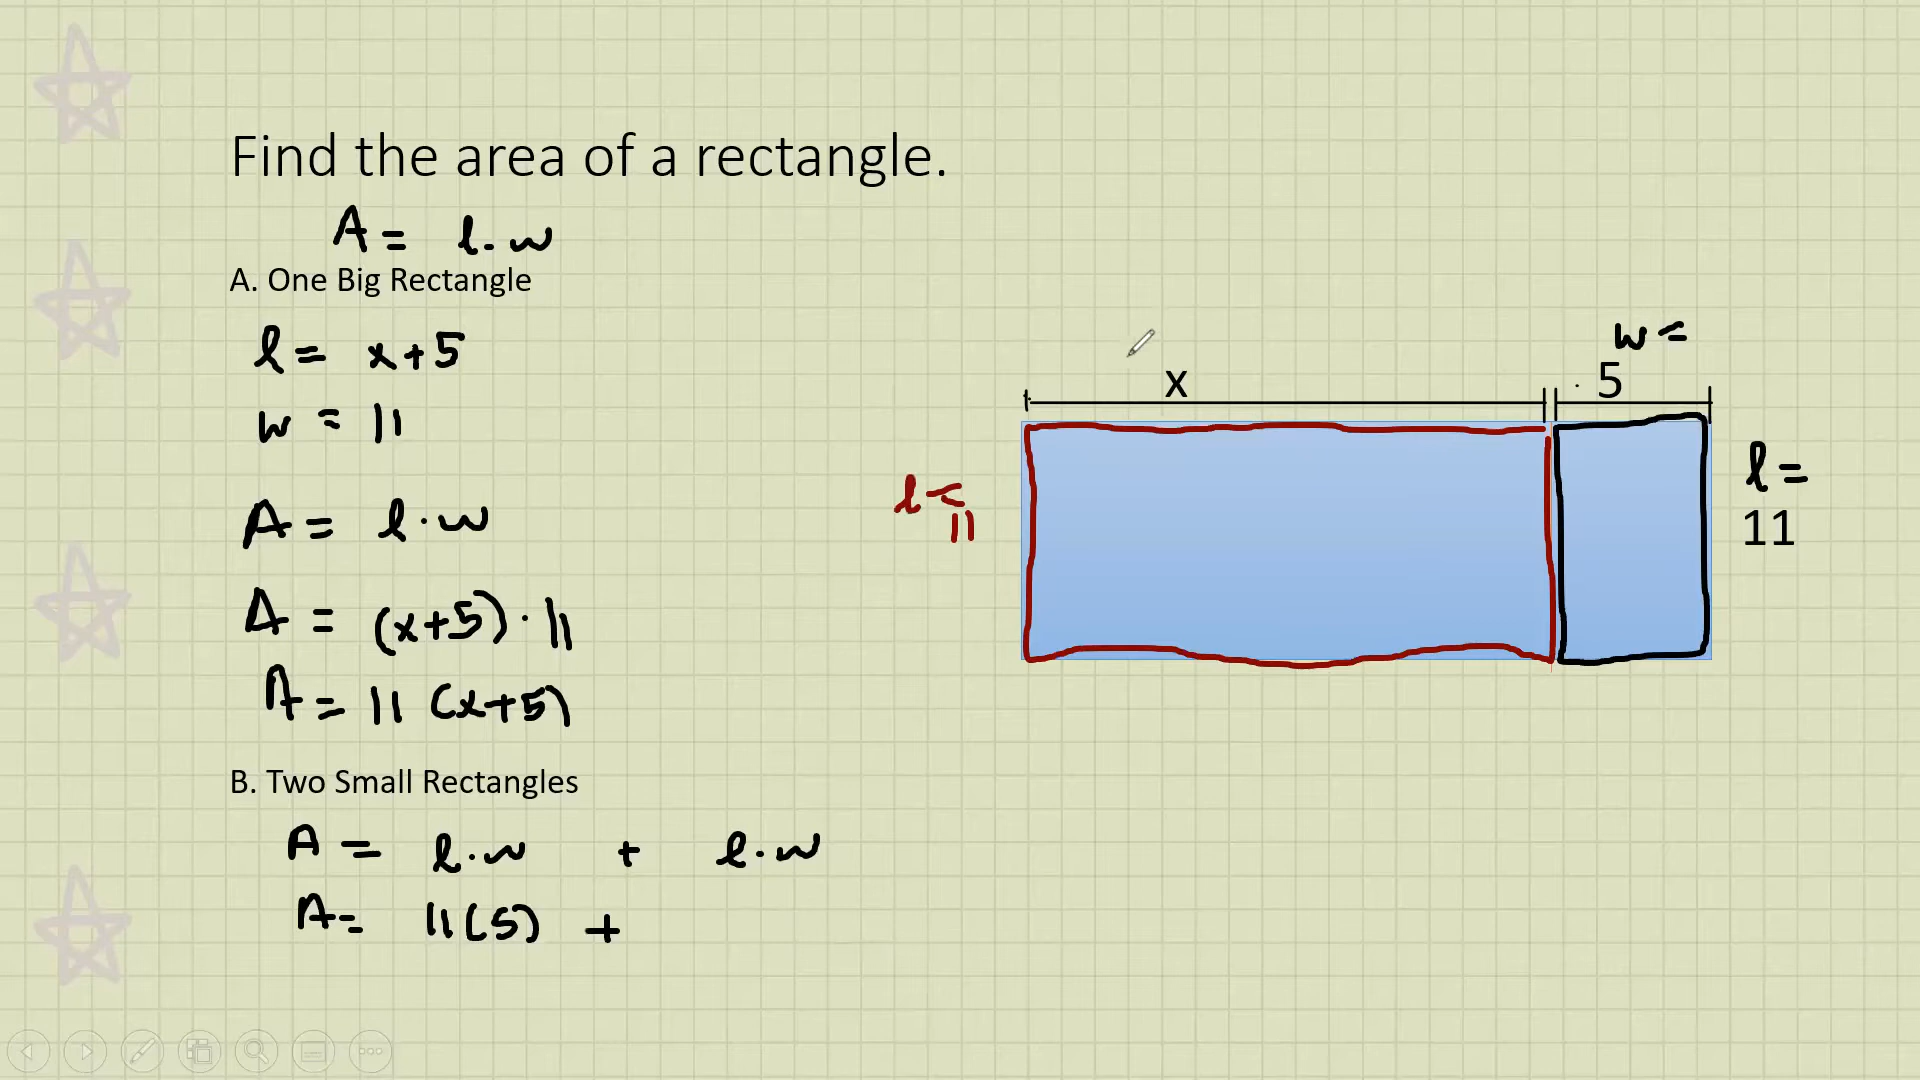 Find the area of a rectangle.
A = l·w
A. One Big Rectangle
l = x+5
w = 11
A = l·w
A = (x+5)·11
A = 11 (x+5)
B. Two Small Rectangles
A = l·w + l·w
A = 11(5) +
w =
x
5
l =
11
l =
11